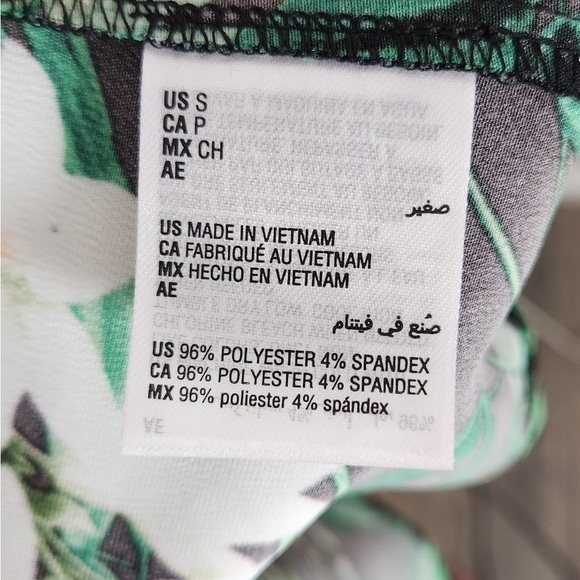 US S
CA P
MX CH
AE
صغير
US MADE IN VIETNAM
CA FABRIQUÉ AU VIETNAM
MX HECHO EN VIETNAM
AE
صُنع في فيتنام
US 96% POLYESTER 4% SPANDEX
CA 96% POLYESTER 4% SPANDEX
MX 96% poliester 4% spándex